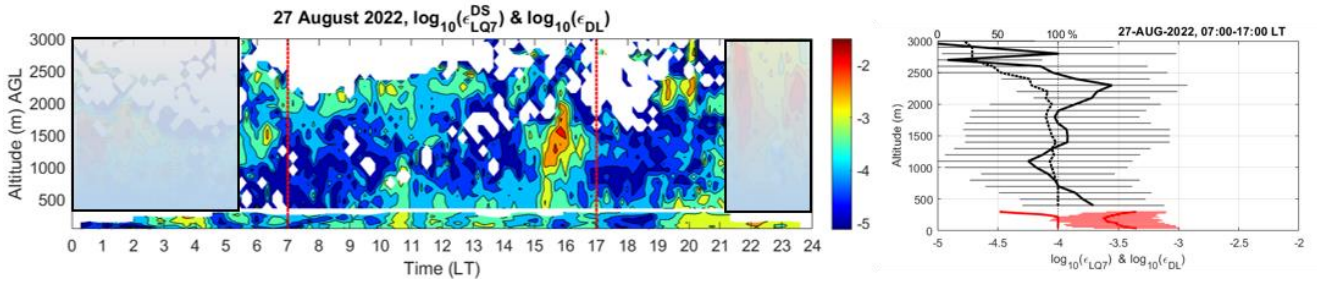 27 August 2022, log₁₀(ϵ^DS_LQ7) & log₁₀(ϵ_DL)
3000
2500
2000
1500
1000
500
Altitude (m) AGL
0 1 2 3 4 5 6 7 8 9 10 11 12 13 14 15 16 17 18 19 20 21 22 23 24
Time (LT)
-2
-3
-4
-5
0 50 100 % 27-AUG-2022, 07:00-17:00 LT
3000
2500
2000
1500
1000
500
0
Altitude (m)
-5 -4.5 -4 -3.5 -3 -2.5 -2
log₁₀(ϵ_LQ7) & log₁₀(ϵ_DL)